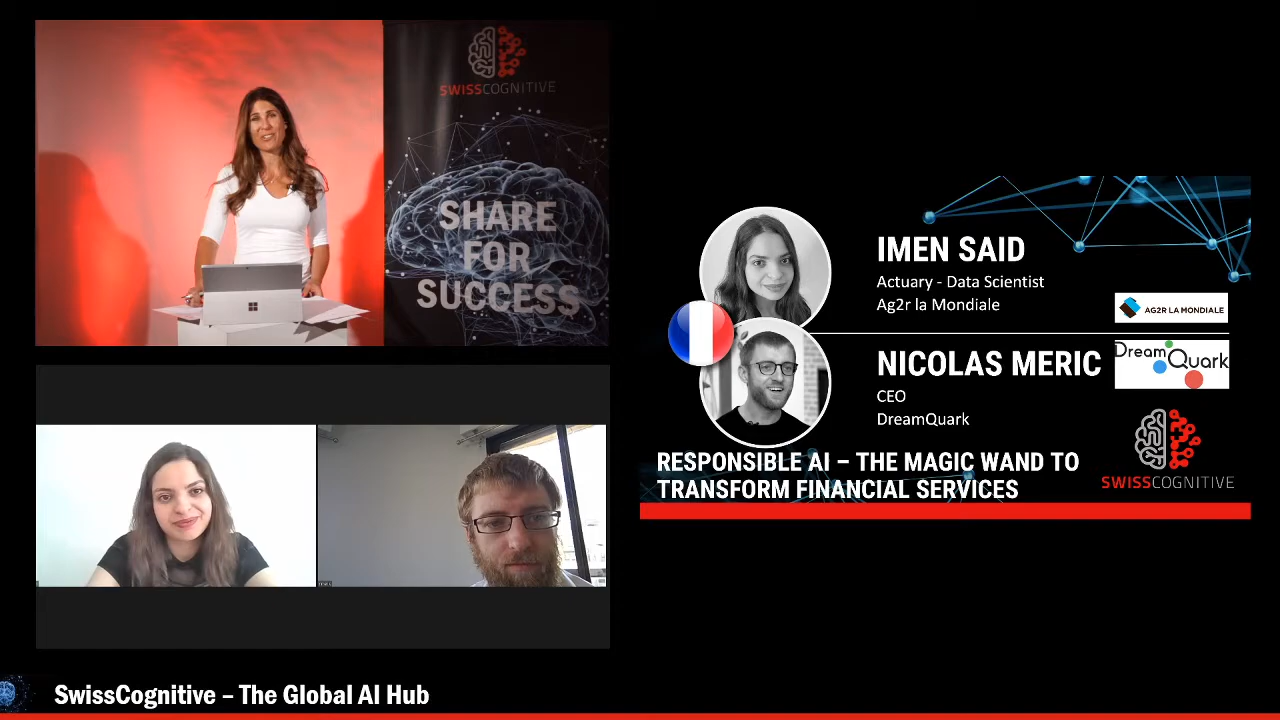 SWISSCOGNITIVE
SHARE
FOR
SUCCESS
IMEN SAID
Actuary - Data Scientist
Ag2r la Mondiale
AG2R LA MONDIALE
NICOLAS MERIC
CEO
DreamQuark
DreamQuark
RESPONSIBLE AI – THE MAGIC WAND TO
TRANSFORM FINANCIAL SERVICES
SWISSCOGNITIVE
SwissCognitive – The Global AI Hub